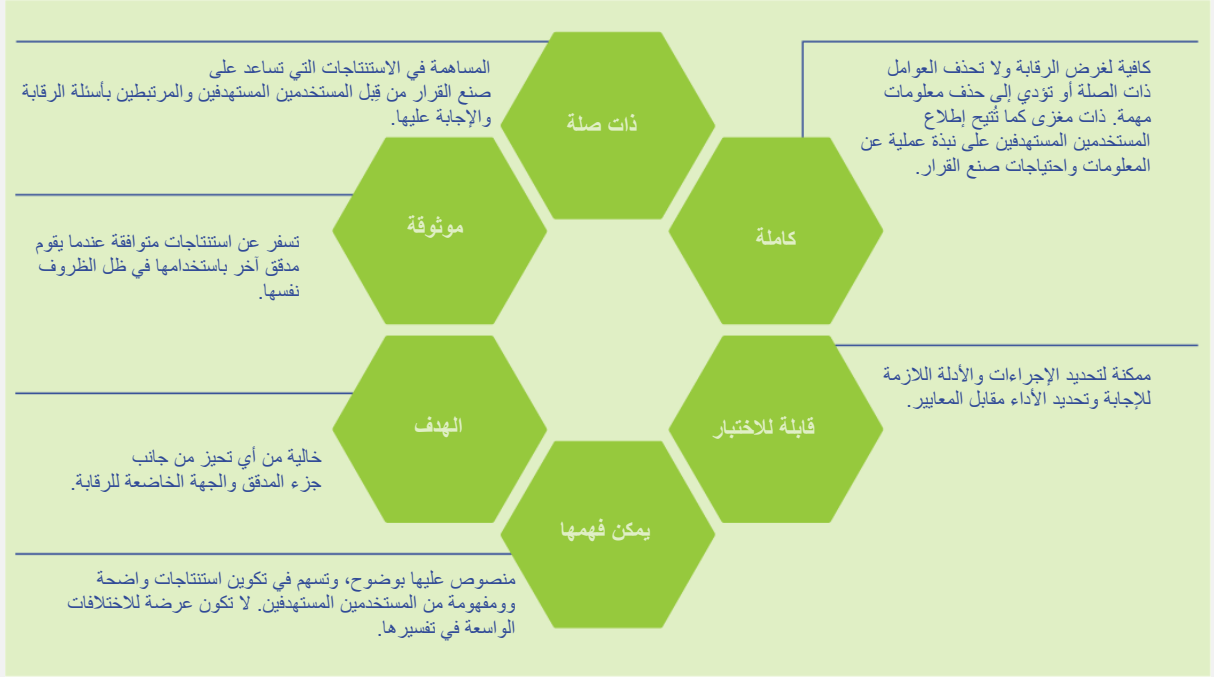 ذات صلة
المساهمة في الاستنتاجات التي تساعد على
صنع القرار من قِبل المستخدمين المستهدفين والمرتبطين بأسئلة الرقابة
والإجابة عليها.
كاملة
كافية لغرض الرقابة ولا تحذف العوامل
ذات الصلة أو تؤدي إلى حذف معلومات
مهمة. ذات مغزى كما تُتيح إطلاع
المستخدمين المستهدفين على نبذة عملية عن
المعلومات واحتياجات صنع القرار.
موثوقة
تسفر عن استنتاجات متوافقة عندما يقوم
مدقق آخر باستخدامها في ظل الظروف
نفسها.
قابلة للاختبار
ممكنة لتحديد الإجراءات والأدلة اللازمة
للإجابة وتحديد الأداء مقابل المعايير.
الهدف
خالية من أي تحيز من جانب
جزء المدقق والجهة الخاضعة للرقابة.
يمكن فهمها
منصوص عليها بوضوح، وتسهم في تكوين استنتاجات واضحة
وومفهومة من المستخدمين المستهدفين. لا تكون عرضة للاختلافات
الواسعة في تفسيرها.